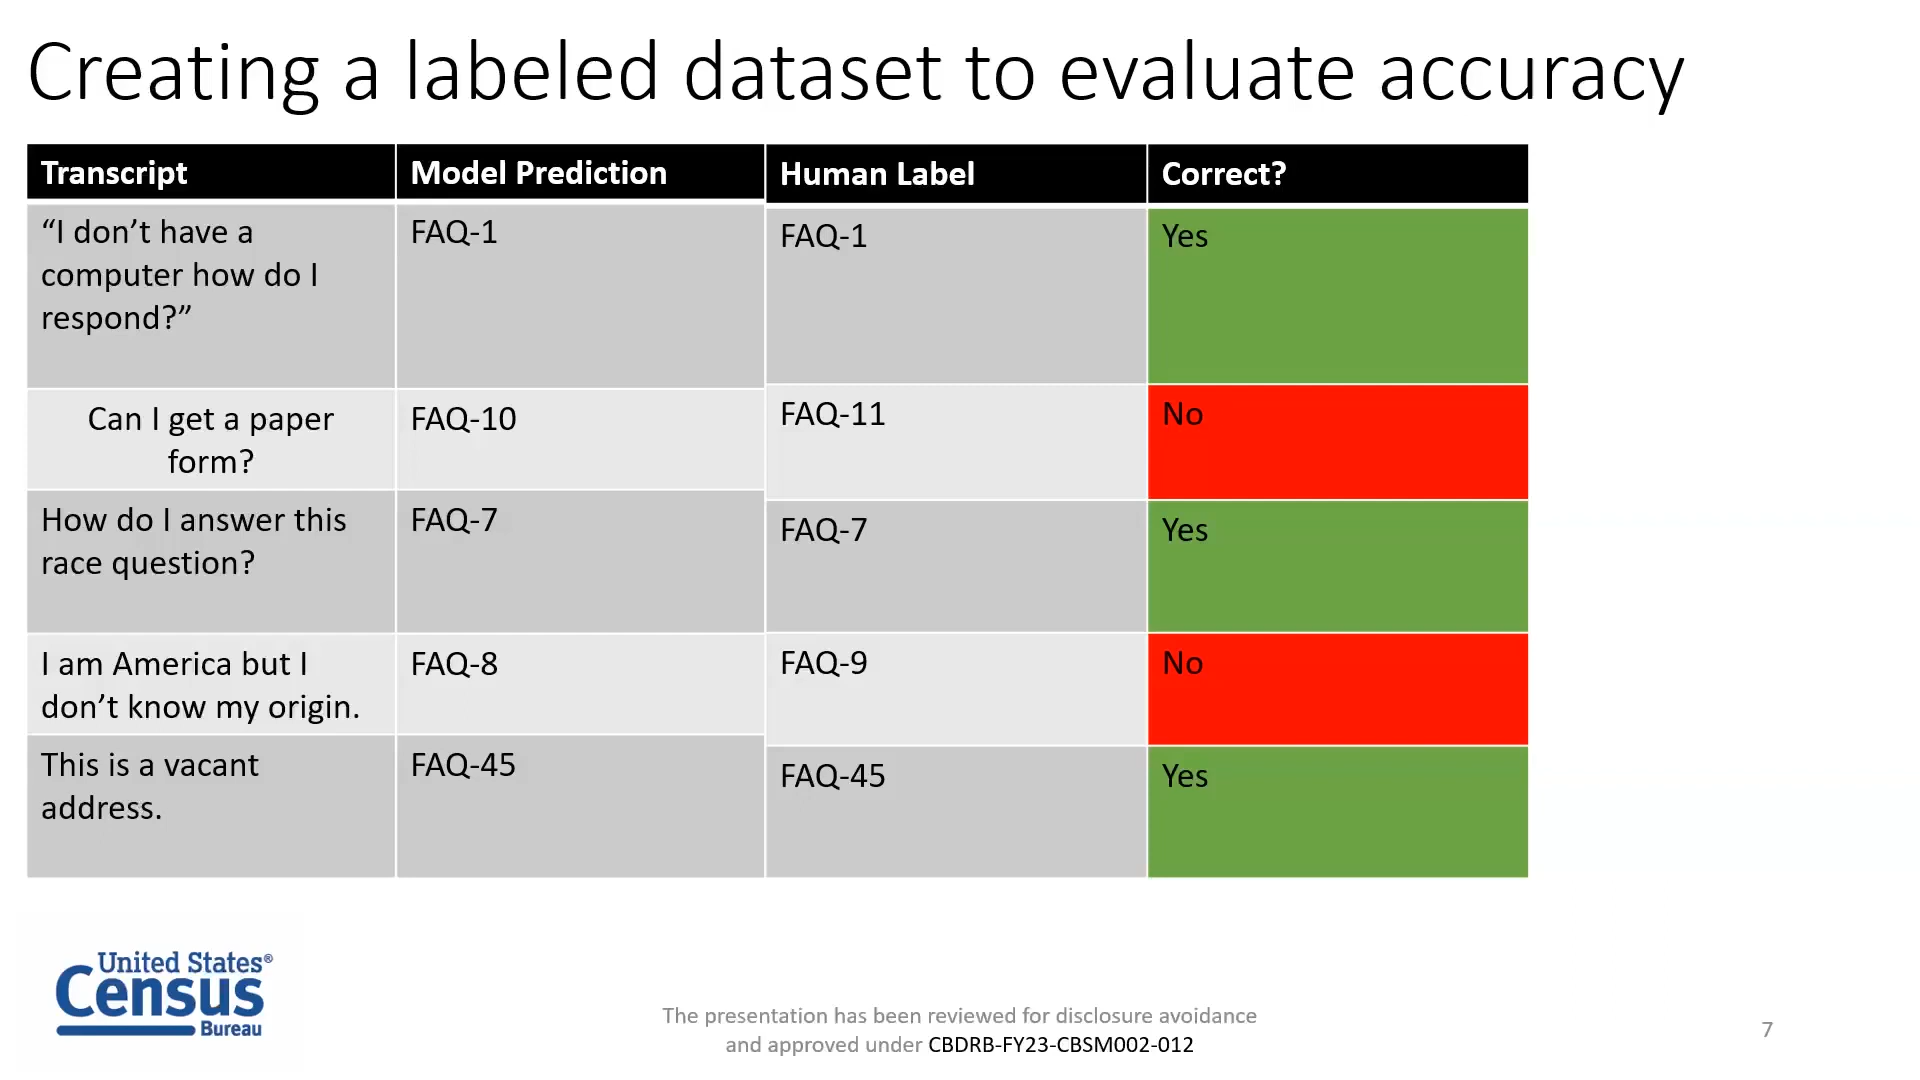 Creating a labeled dataset to evaluate accuracy
Transcript Model Prediction Human Label Correct?
“I don’t have a
computer how do I
respond?”
FAQ-1
FAQ-1
Yes
Can I get a paper
form?
FAQ-10
FAQ-11
No
How do I answer this
race question?
FAQ-7
FAQ-7
Yes
I am America but I
don’t know my origin.
FAQ-8
FAQ-9
No
This is a vacant
address.
FAQ-45
FAQ-45
Yes
United States®
Census
Bureau
The presentation has been reviewed for disclosure avoidance
and approved under CBDRB-FY23-CBSM002-012
7